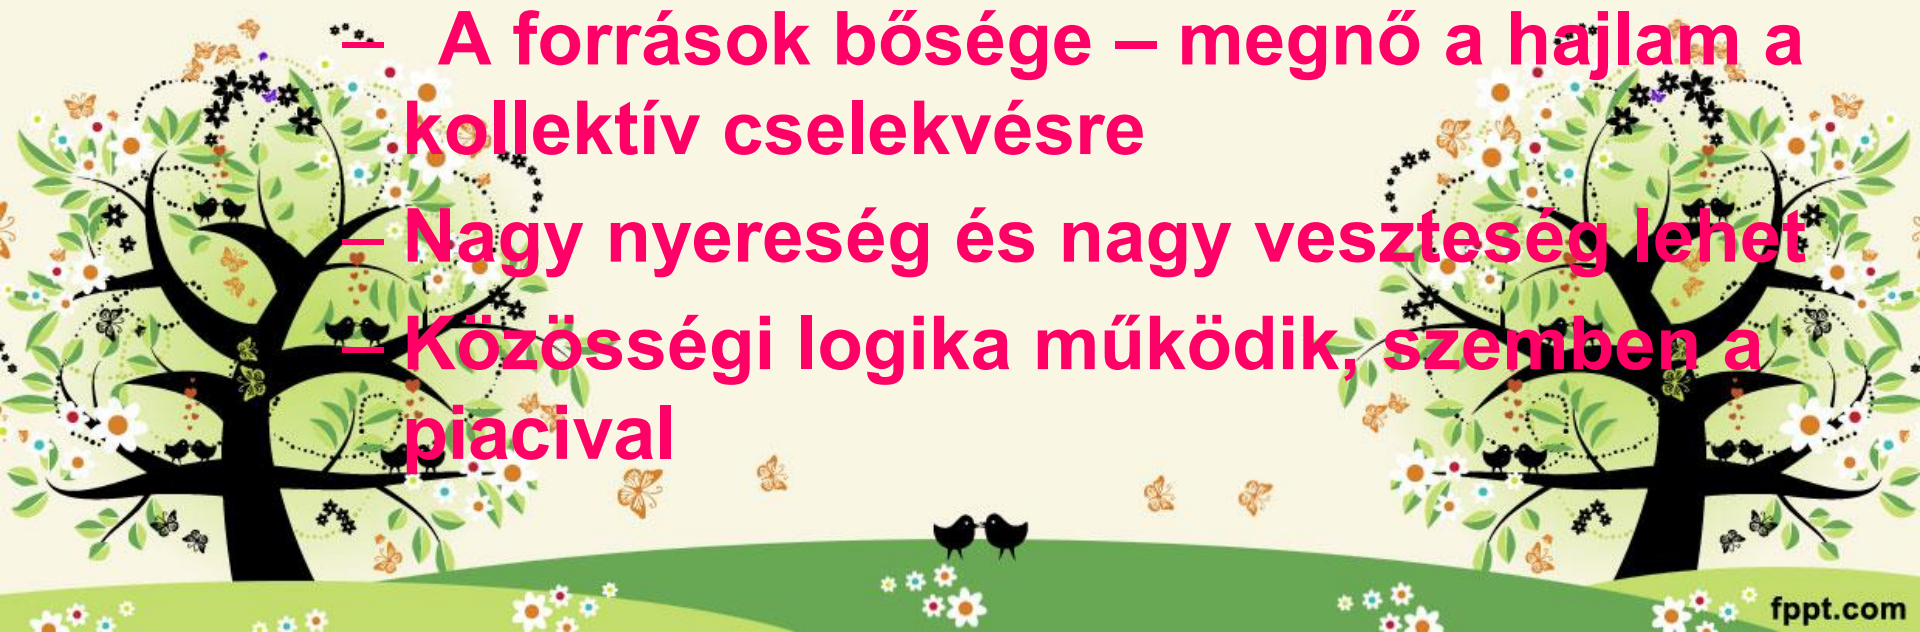 – A források bősége – megnő a hajlam a
kollektív cselekvésre
– Nagy nyereség és nagy veszteség lehet
– Közösségi logika működik, szemben a
piacival
fppt.com